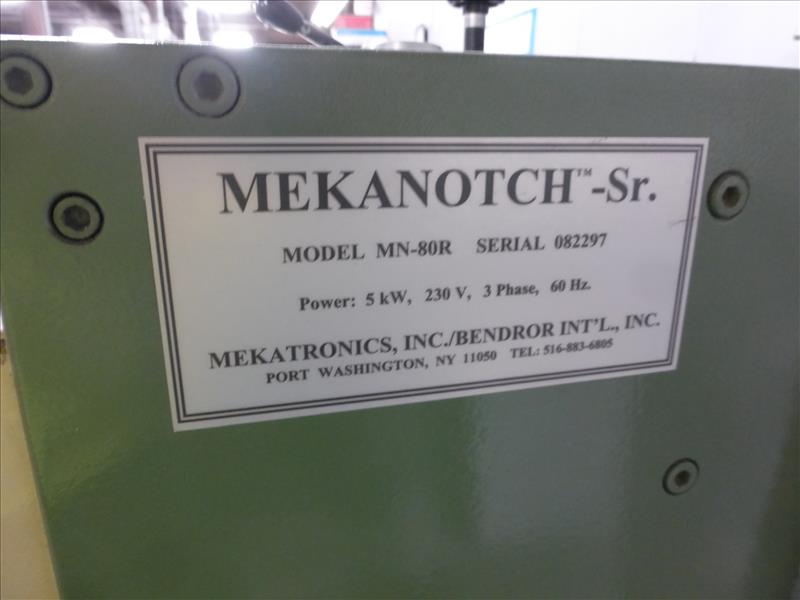 MEKANOTCH™-Sr.
MODEL MN-80R SERIAL 082297
Power: 5 kW, 230 V, 3 Phase, 60 Hz.
MEKATRONICS, INC./BENDROR INT'L., INC.
PORT WASHINGTON, NY 11050 TEL: 516-883-6805